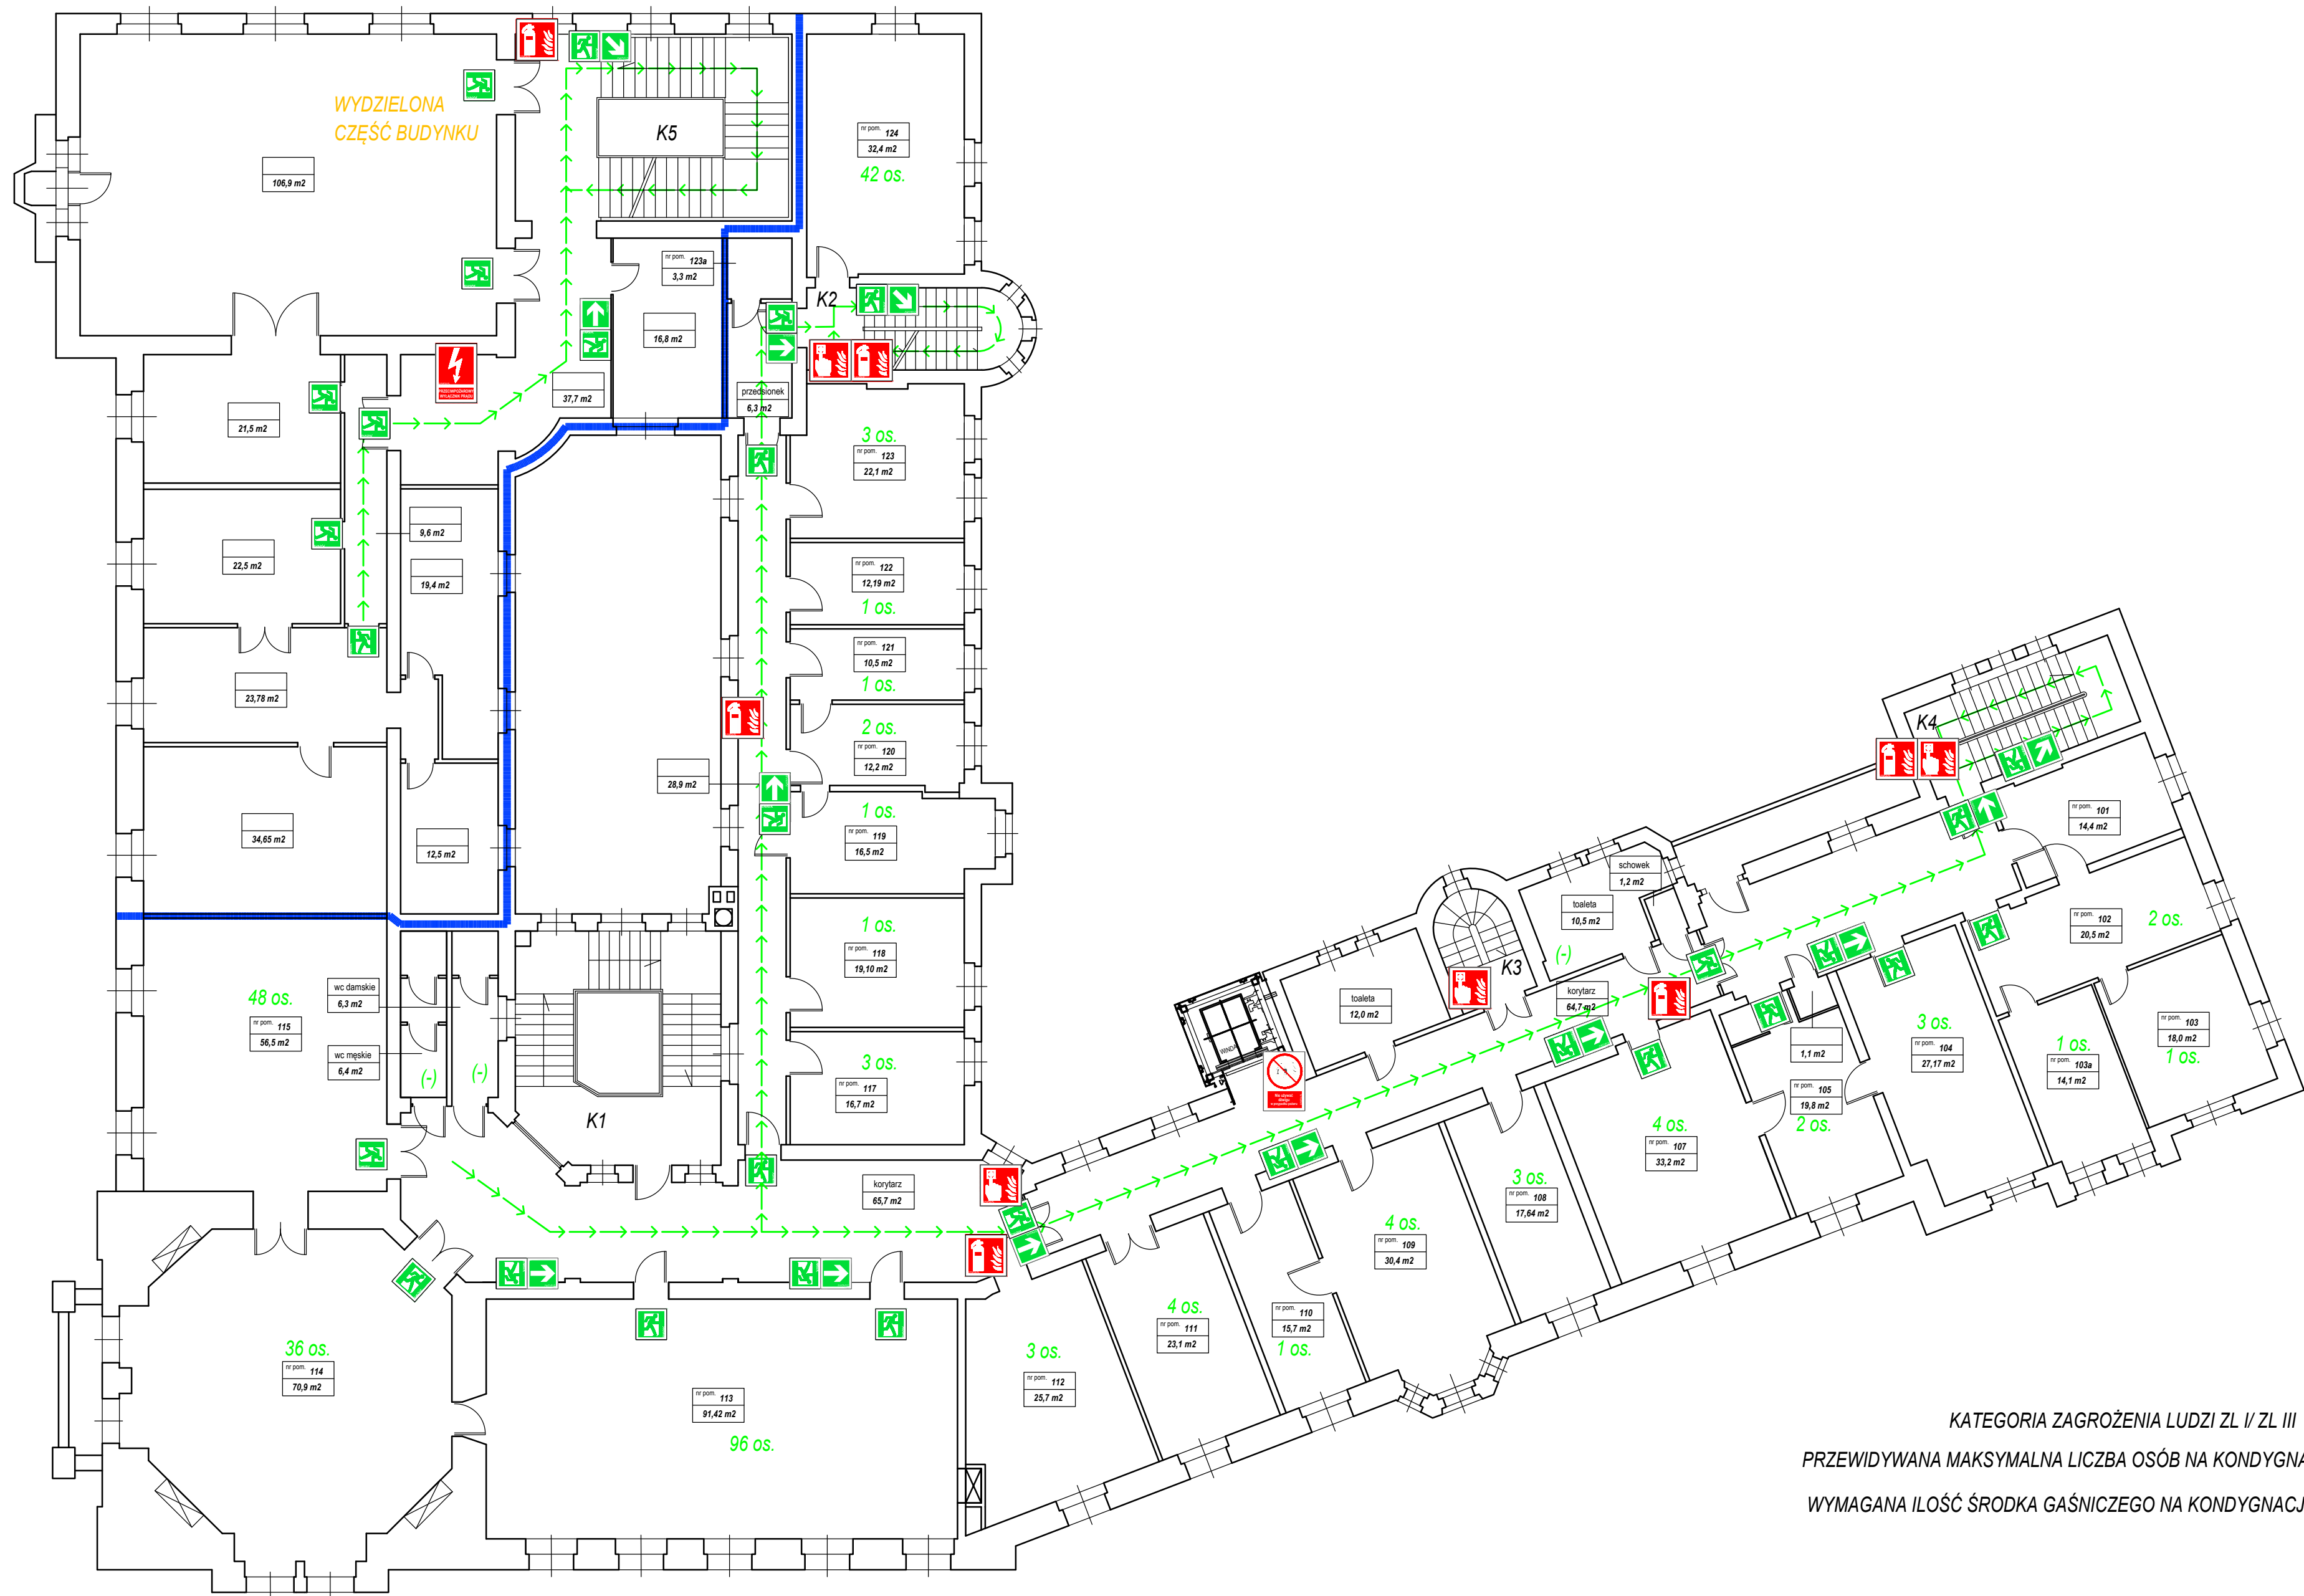 WYDZIELONA
CZĘŚĆ BUDYNKU
106,9 m2
K5
nr pom. 124
32,4 m2
42 os.
nr pom. 123a
3,3 m2
K2
16,8 m2
PRZECIWPOŻAROWY
WYŁĄCZNIK PRĄDU
37,7 m2
przedsionek
6,3 m2
21,5 m2
3 os.
nr pom. 123
22,1 m2
9,6 m2
22,5 m2
19,4 m2
nr pom. 122
12,19 m2
1 os.
nr pom. 121
10,5 m2
1 os.
23,78 m2
2 os.
nr pom. 120
12,2 m2
28,9 m2
34,65 m2
12,5 m2
1 os.
nr pom. 119
16,5 m2
1 os.
nr pom. 118
19,10 m2
48 os.
nr pom. 115
56,5 m2
wc damskie
6,3 m2
wc męskie
6,4 m2
(-)
(-)
K1
3 os.
nr pom. 117
16,7 m2
korytarz
65,7 m2
36 os.
nr pom. 114
70,9 m2
nr pom. 113
91,42 m2
96 os.
3 os.
nr pom. 112
25,7 m2
4 os.
nr pom. 111
23,1 m2
nr pom. 110
15,7 m2
1 os.
4 os.
nr pom. 109
30,4 m2
3 os.
nr pom. 108
17,64 m2
4 os.
nr pom. 107
33,2 m2
WINDA
toaleta
12,0 m2
K3
toaleta
10,5 m2
(-)
schowek
1,2 m2
korytarz
64,7 m2
1,1 m2
nr pom. 105
19,8 m2
2 os.
3 os.
nr pom. 104
27,17 m2
K4
nr pom. 101
14,4 m2
nr pom. 102
20,5 m2
2 os.
nr pom. 103
18,0 m2
1 os.
1 os.
nr pom. 103a
14,1 m2
KATEGORIA ZAGROŻENIA LUDZI ZL I/ ZL III
PRZEWIDYWANA MAKSYMALNA LICZBA OSÓB NA KONDYGNA
WYMAGANA ILOŚĆ ŚRODKA GAŚNICZEGO NA KONDYGNACJ